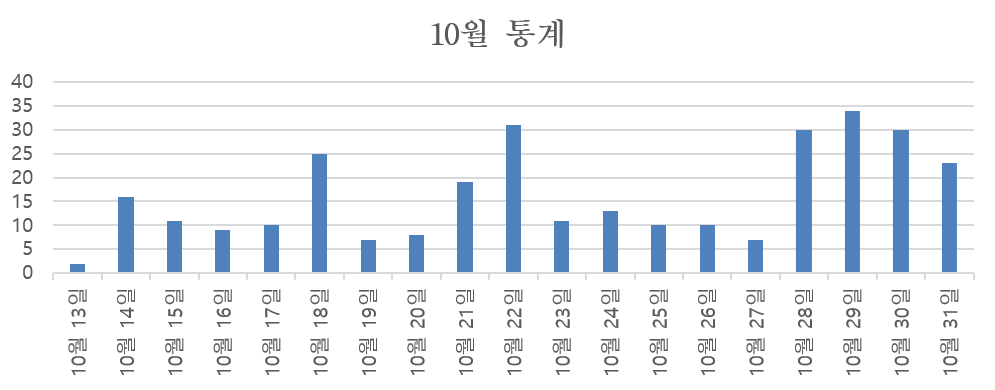 10월 통계
40
35
30
25
20
15
10
5
0
10월 13일
10월 14일
10월 15일
10월 16일
10월 17일
10월 18일
10월 19일
10월 20일
10월 21일
10월 22일
10월 23일
10월 24일
10월 25일
10월 26일
10월 27일
10월 28일
10월 29일
10월 30일
10월 31일